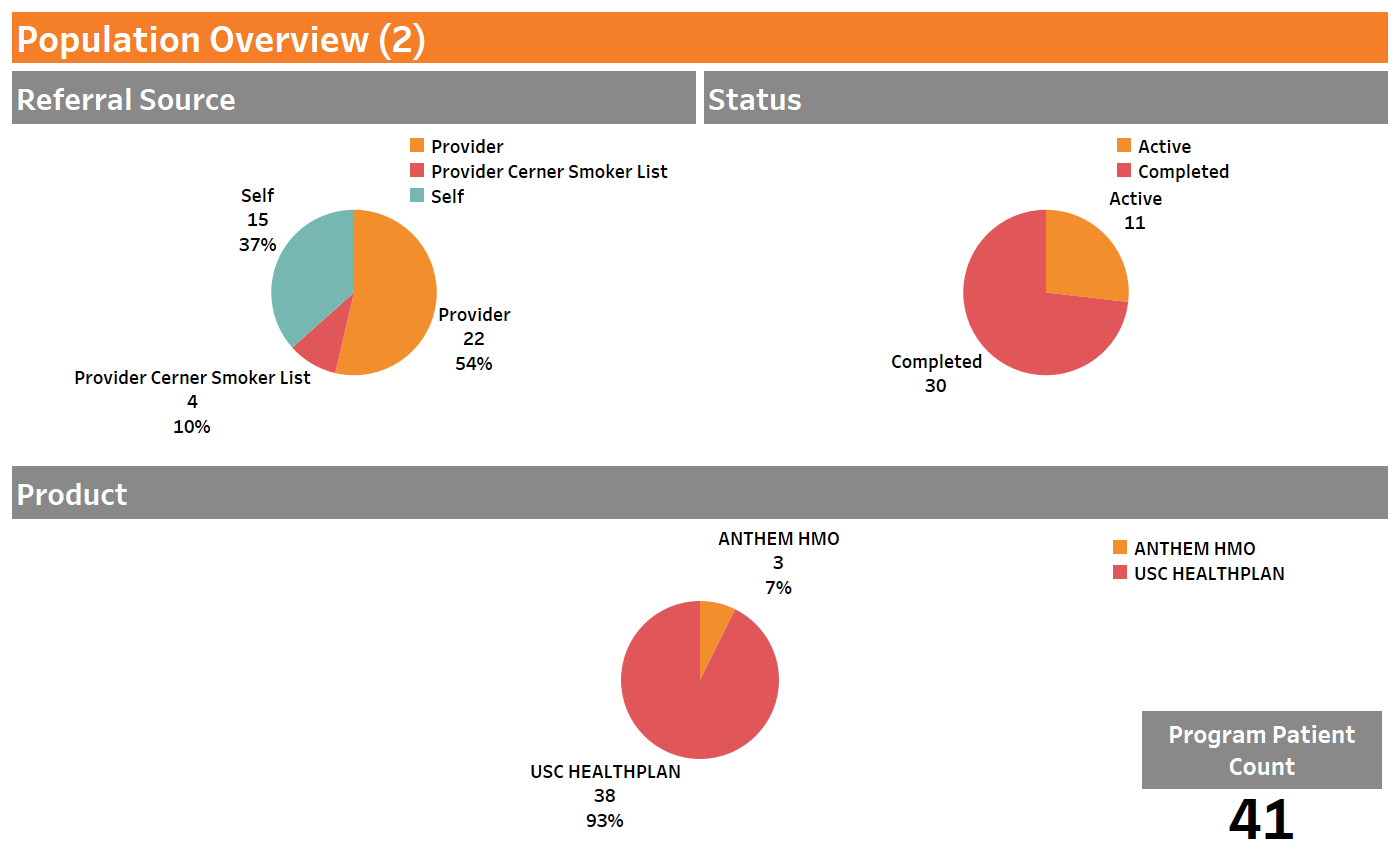 Population Overview (2)
Referral Source
Provider
Provider Cerner Smoker List
Self
Self
15
37%
Provider
22
54%
Provider Cerner Smoker List
4
10%
Status
Active
Completed
Active
11
Completed
30
Product
ANTHEM HMO
3
7%
ANTHEM HMO
USC HEALTHPLAN
USC HEALTHPLAN
38
93%
Program Patient
Count
41